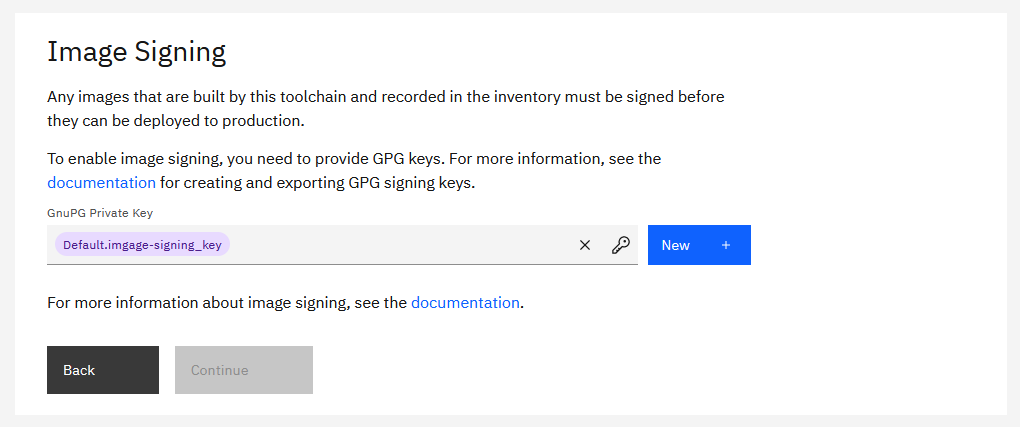 Image Signing
Any images that are built by this toolchain and recorded in the inventory must be signed before
they can be deployed to production.
To enable image signing, you need to provide GPG keys. For more information, see the
documentation for creating and exporting GPG signing keys.
GnuPG Private Key
Default.imgage-signing_key
New
For more information about image signing, see the documentation.
Back
Continue